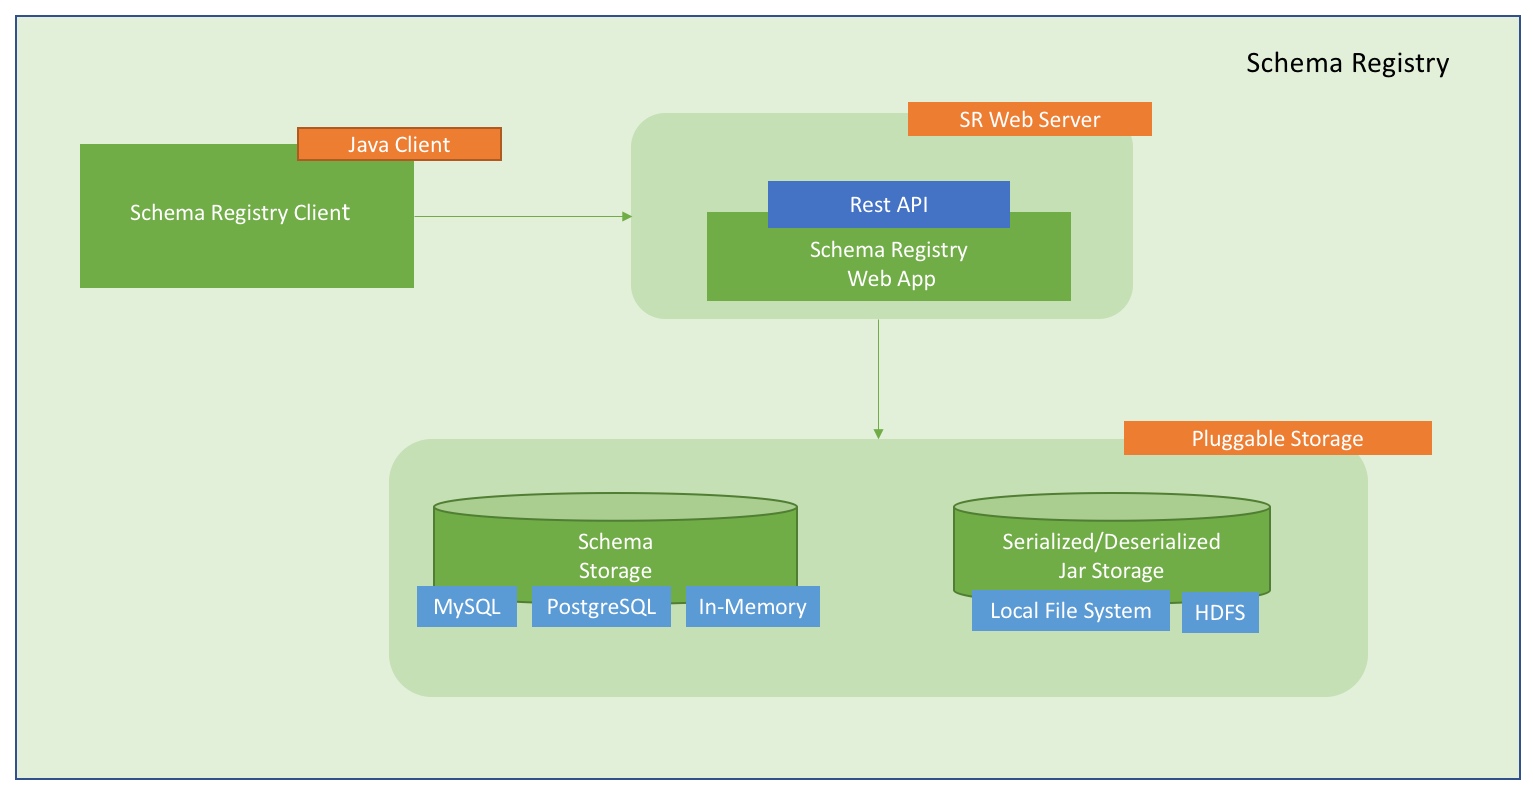 Schema Registry
SR Web Server
Java Client
Schema Registry Client
Rest API
Schema Registry
Web App
Pluggable Storage
Schema
Storage
MySQL
PostgreSQL
In-Memory
Serialized/Deserialized
Jar Storage
Local File System
HDFS